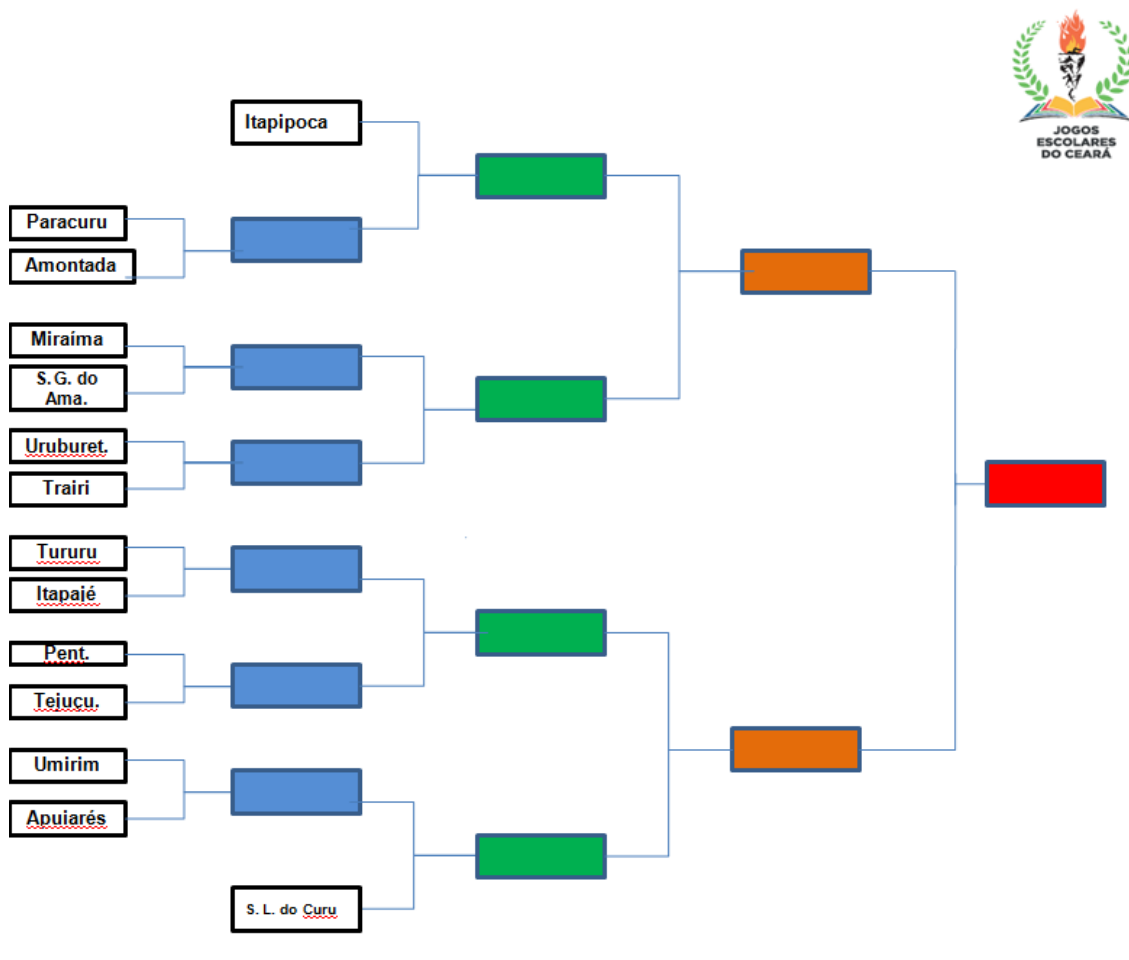 JOGOS
ESCOLARES
DO CEARÁ
Itapipoca
Paracuru
Amontada
Miraíma
S. G. do
Ama.
Uruburet.
Trairi
Tururu
Itapajé
Pent.
Tejuçu.
Umirim
Apuiarés
S. L. do Curu